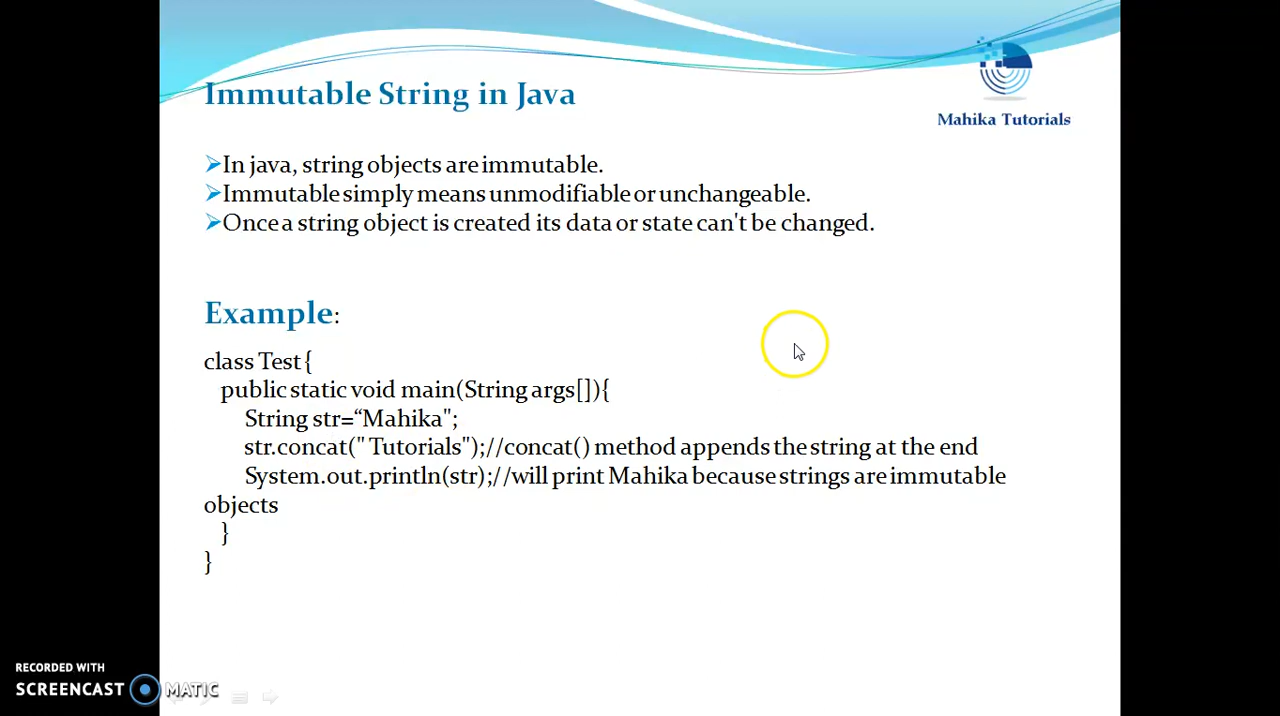 Immutable String in Java
Mahika Tutorials
➢In java, string objects are immutable.
➢Immutable simply means unmodifiable or unchangeable.
➢Once a string object is created its data or state can't be changed.
Example:
class Test{
public static void main(String args[]){
String str=“Mahika";
str.concat(" Tutorials");//concat() method appends the string at the end
System.out.println(str);//will print Mahika because strings are immutable
objects
}
}
RECORDED WITH
SCREENCAST MATIC